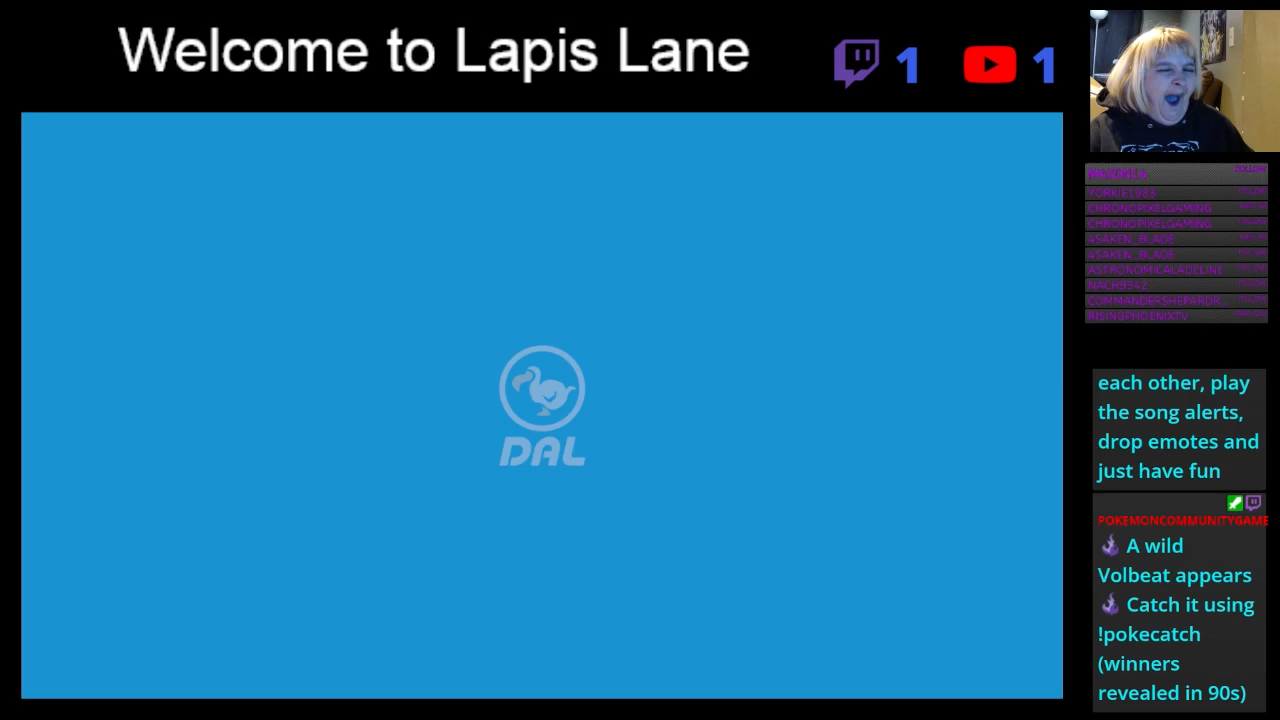 Welcome to Lapis Lane
1
1
DAL
YORKIE1983
CHRONOPIXELGAMING
CHRONOPIXELGAMING
4SAKEN_BLADE
4SAKEN_BLADE
ASTRONOMICALADELINE
NACH9342
COMMANDERSHEPARDR...
RISINGPHOENIXTV
each other, play
the song alerts,
drop emotes and
just have fun
POKEMONCOMMUNITYGAME
A wild
Volbeat appears
Catch it using
!pokecatch
(winners
revealed in 90s)